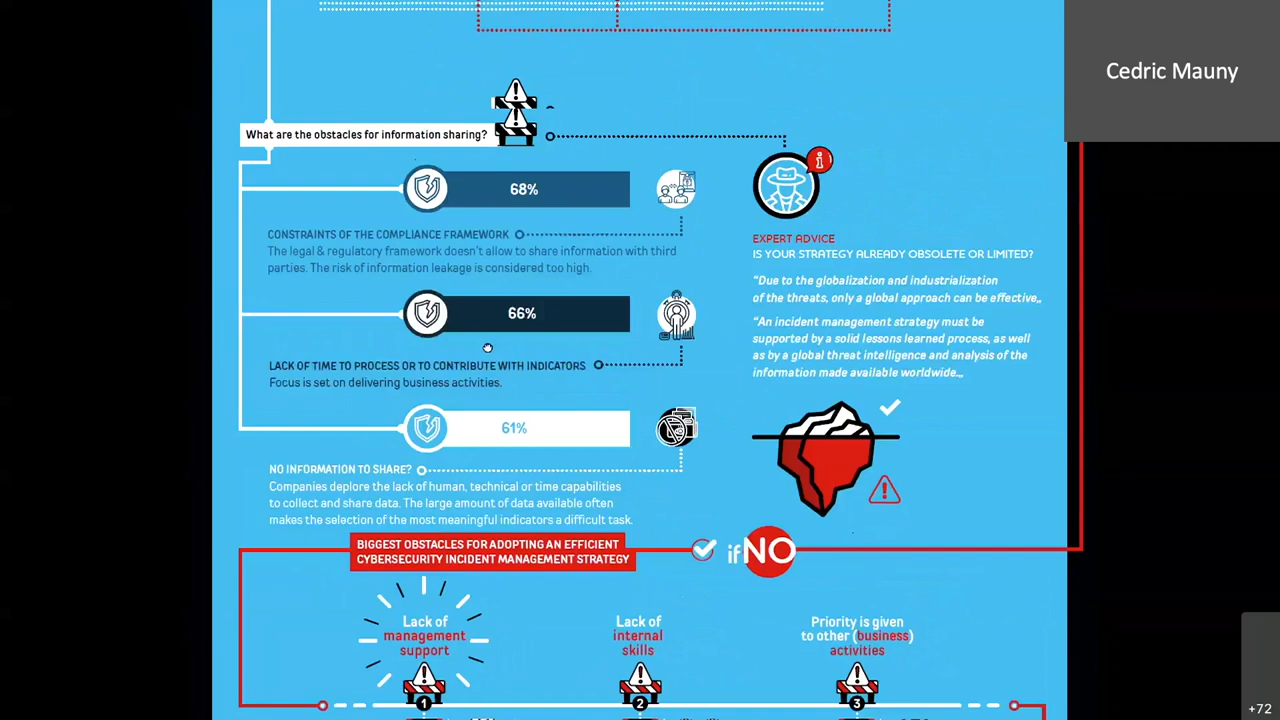 Cedric Mauny
What are the obstacles for information sharing?
68%
CONSTRAINTS OF THE COMPLIANCE FRAMEWORK
The legal & regulatory framework doesn't allow to share information with third
parties. The risk of information leakage is considered too high.
66%
LACK OF TIME TO PROCESS OR TO CONTRIBUTE WITH INDICATORS
Focus is set on delivering business activities.
61%
NO INFORMATION TO SHARE?
Companies deplore the lack of human, technical or time capabilities
to collect and share data. The large amount of data available often
makes the selection of the most meaningful indicators a difficult task.
EXPERT ADVICE
IS YOUR STRATEGY ALREADY OBSOLETE OR LIMITED?
“Due to the globalization and industrialization
of the threats, only a global approach can be effective„
“An incident management strategy must be
supported by a solid lessons learned process, as well
as by a global threat intelligence and analysis of the
information made available worldwide.„
BIGGEST OBSTACLES FOR ADOPTING AN EFFICIENT
CYBERSECURITY INCIDENT MANAGEMENT STRATEGY
if NO
Lack of
management
support
1
Lack of
internal
skills
2
Priority is given
to other (business)
activities
3
+72